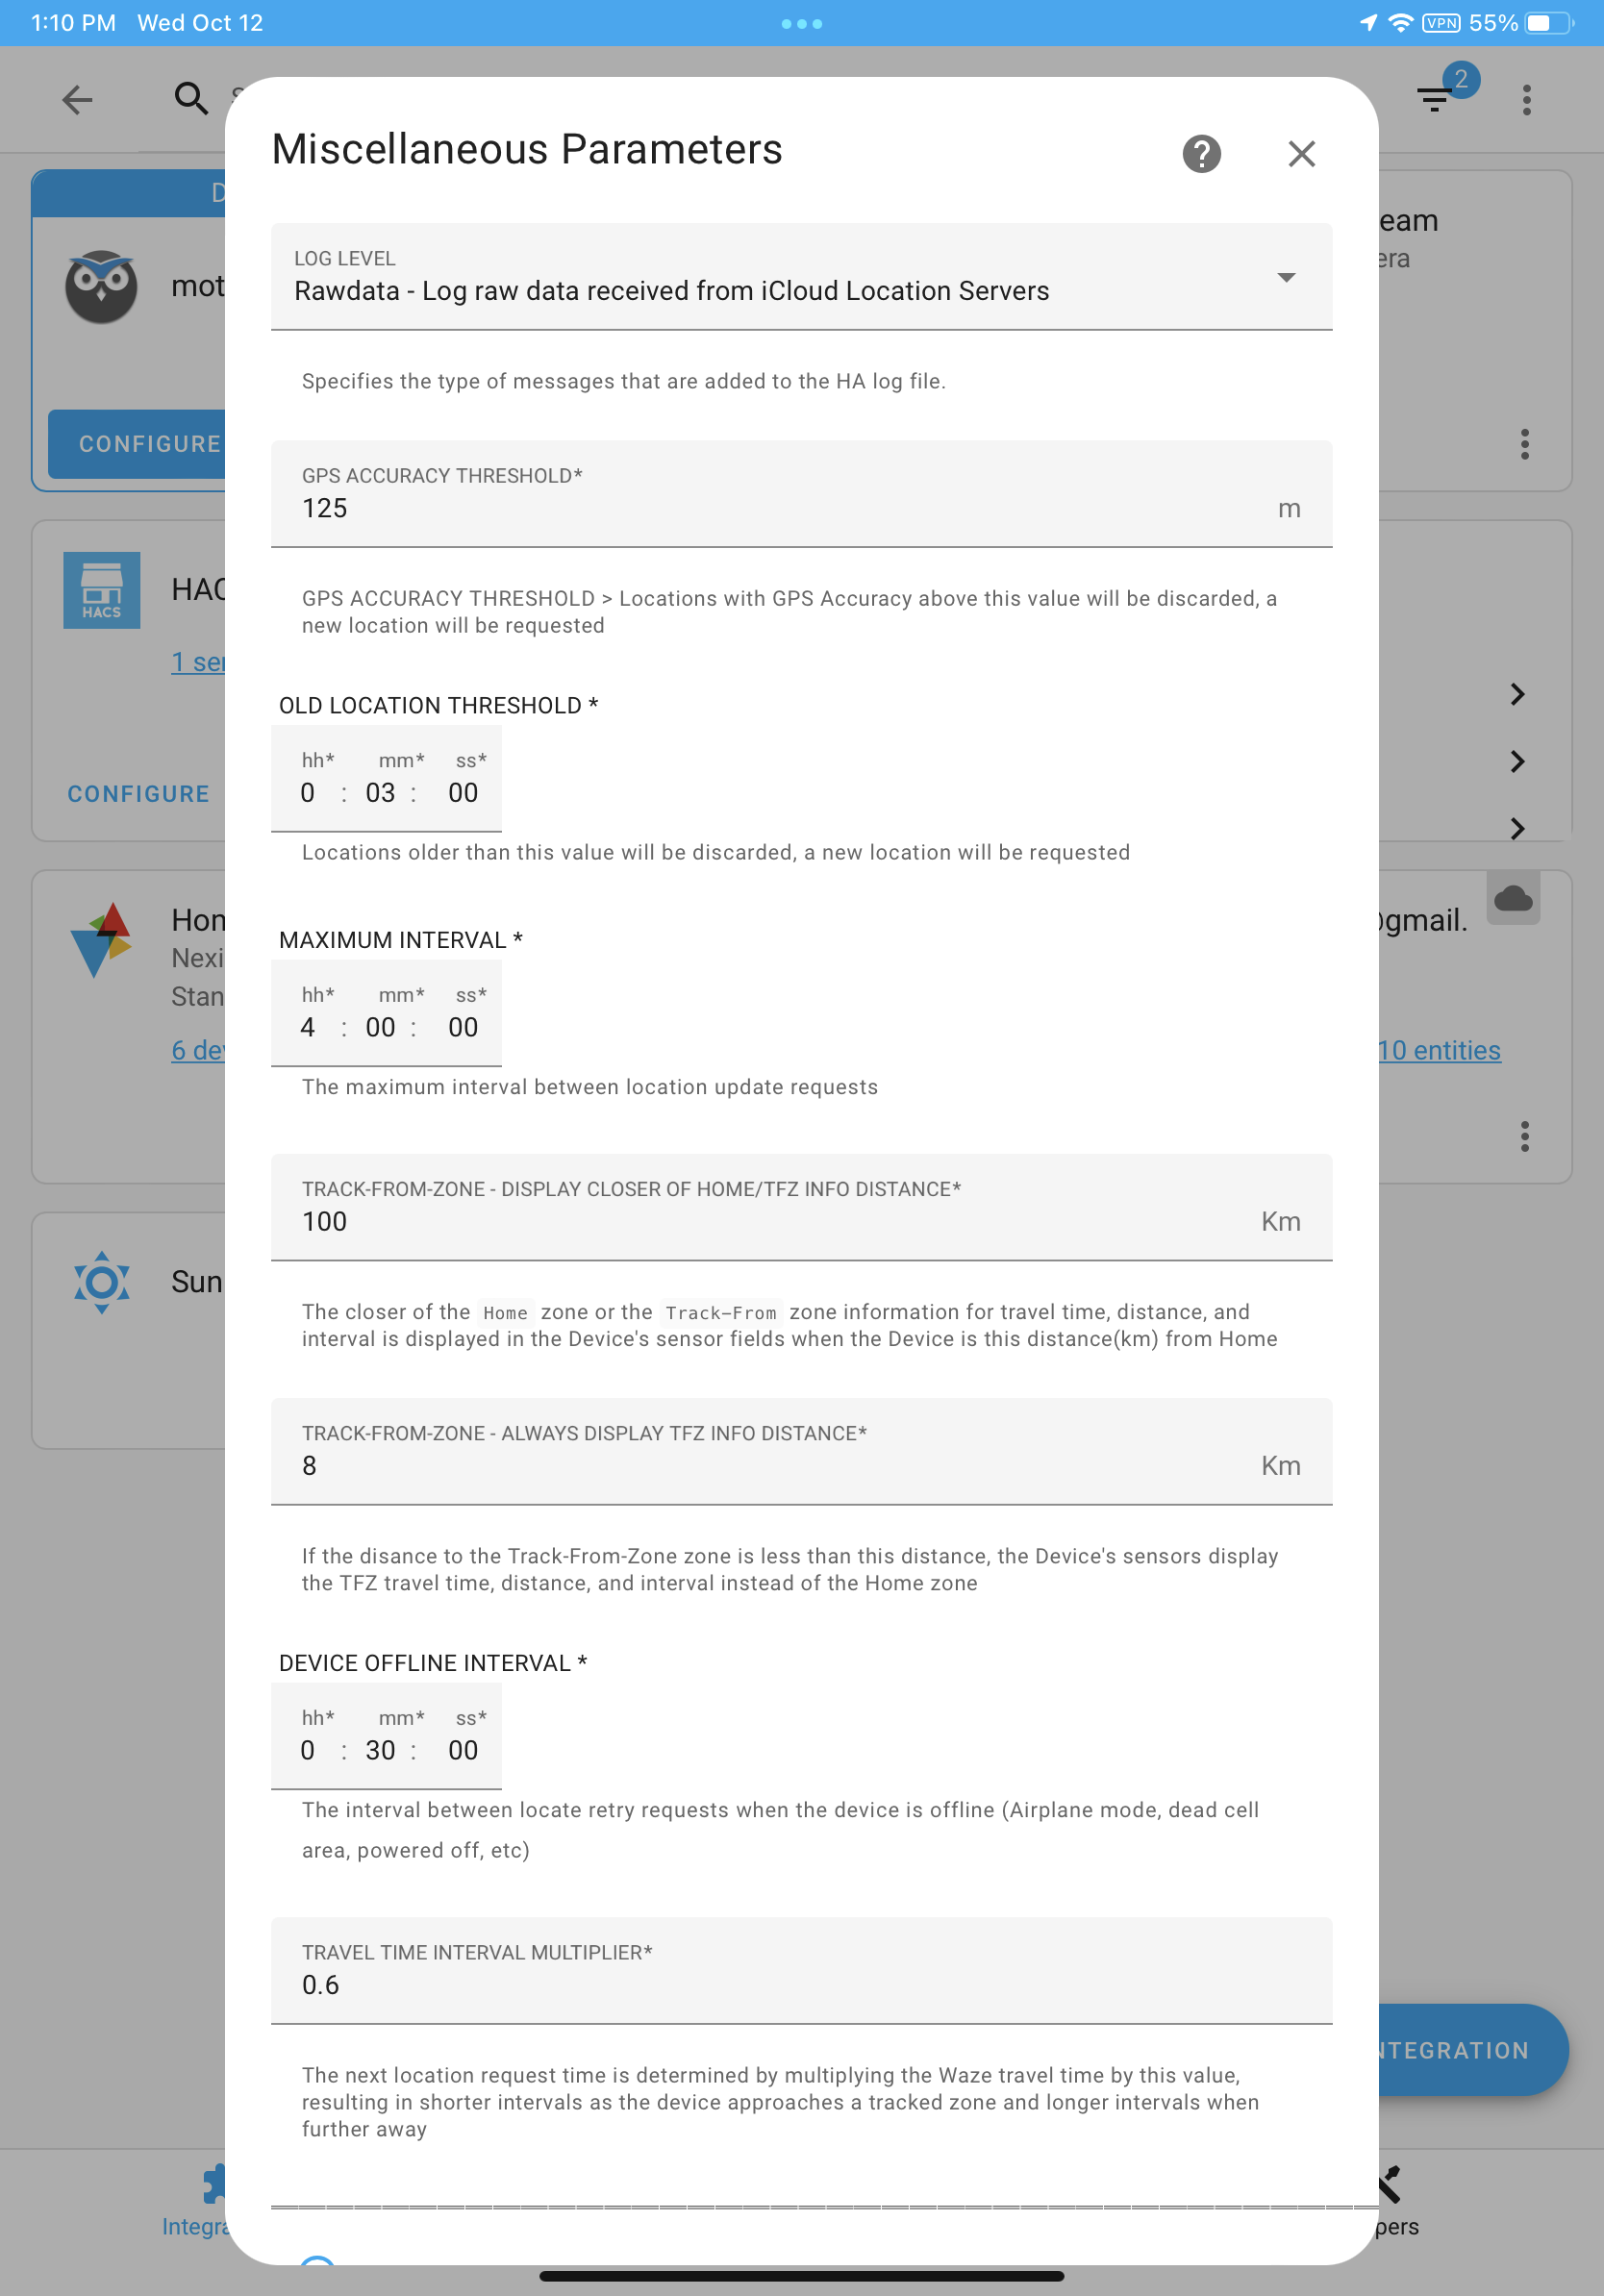 1:10 PM Wed Oct 12
VPN 55%
2
Miscellaneous Parameters
mot
CONFIGURE
eam
era
HACS
HAC
1 ser
CONFIGURE
Hon
Nexi
Stan
6 dev
@gmail.
10 entities
Sun
LOG LEVEL
Rawdata - Log raw data received from iCloud Location Servers
Specifies the type of messages that are added to the HA log file.
GPS ACCURACY THRESHOLD*
125 m
GPS ACCURACY THRESHOLD > Locations with GPS Accuracy above this value will be discarded, a
new location will be requested
OLD LOCATION THRESHOLD *
hh* mm* ss*
0 : 03 : 00
Locations older than this value will be discarded, a new location will be requested
MAXIMUM INTERVAL *
hh* mm* ss*
4 : 00 : 00
The maximum interval between location update requests
TRACK-FROM-ZONE - DISPLAY CLOSER OF HOME/TFZ INFO DISTANCE*
100 Km
The closer of the Home zone or the Track-From zone information for travel time, distance, and
interval is displayed in the Device's sensor fields when the Device is this distance(km) from Home
TRACK-FROM-ZONE - ALWAYS DISPLAY TFZ INFO DISTANCE*
8 Km
If the disance to the Track-From-Zone zone is less than this distance, the Device's sensors display
the TFZ travel time, distance, and interval instead of the Home zone
DEVICE OFFLINE INTERVAL *
hh* mm* ss*
0 : 30 : 00
The interval between locate retry requests when the device is offline (Airplane mode, dead cell
area, powered off, etc)
TRAVEL TIME INTERVAL MULTIPLIER*
0.6
The next location request time is determined by multiplying the Waze travel time by this value,
resulting in shorter intervals as the device approaches a tracked zone and longer intervals when
further away
NTEGRATION
Integra
pers